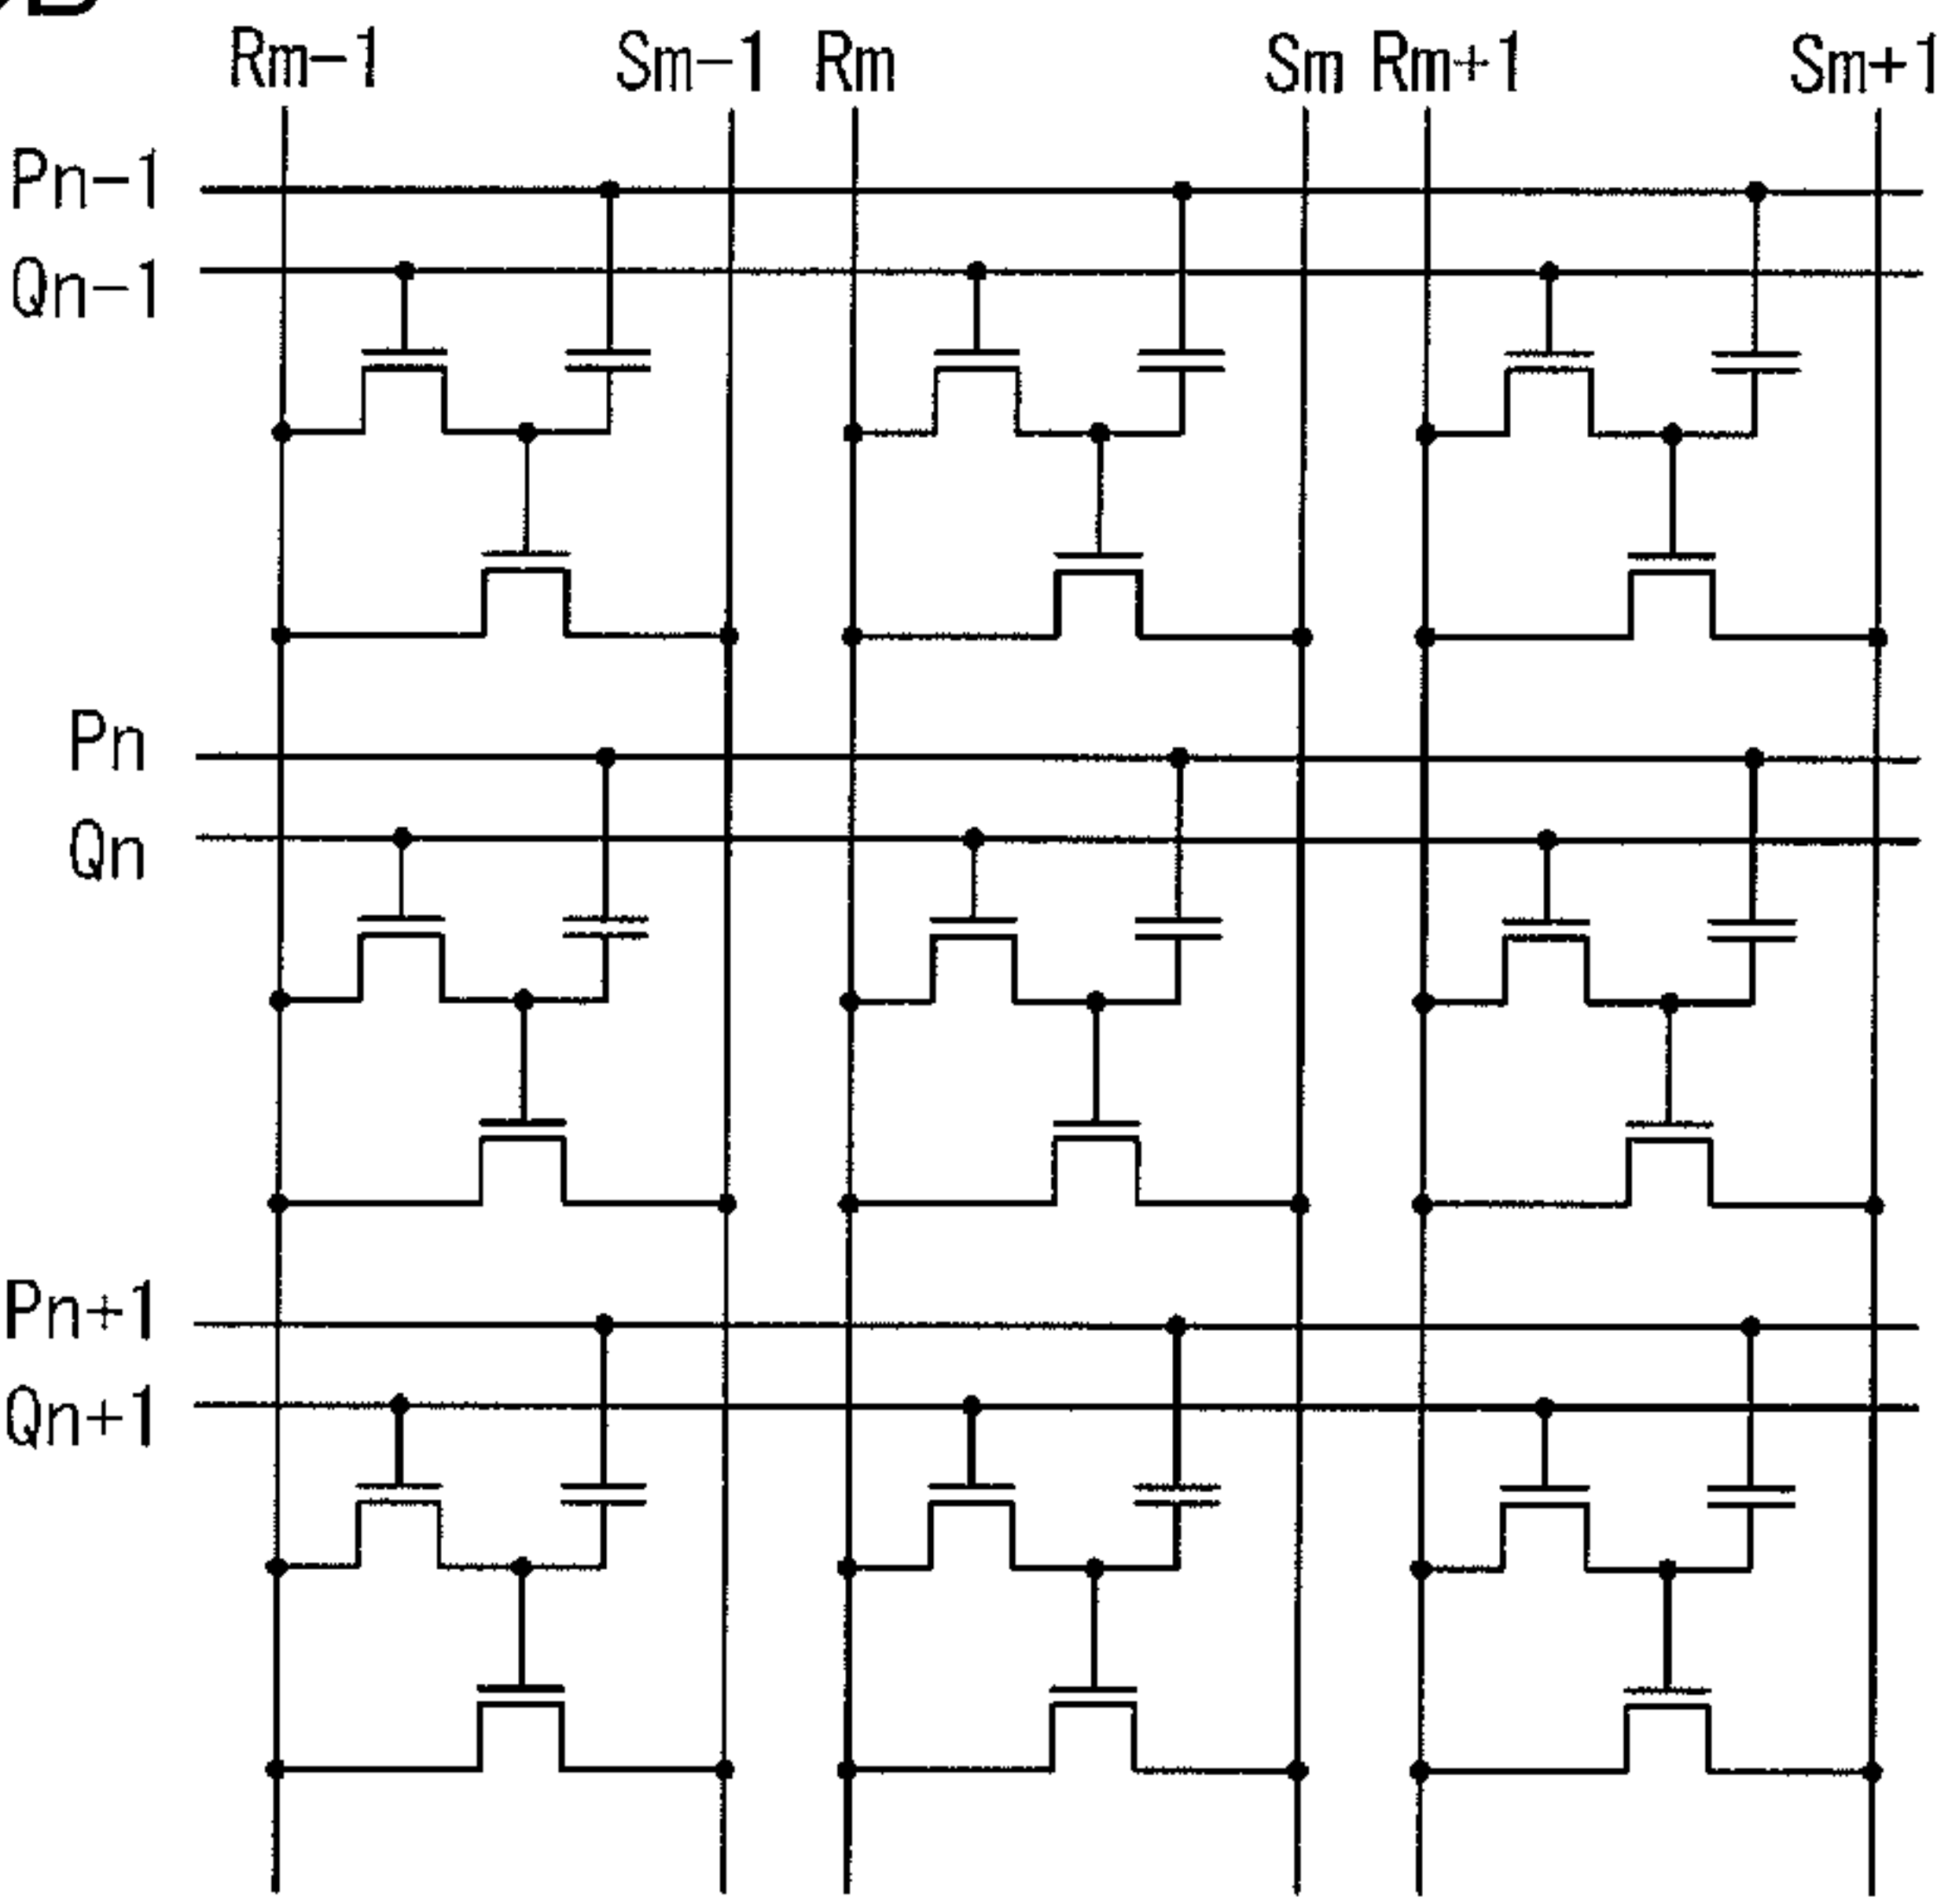 Rm-1 Sm-1 Rm Sm Rm+1 Sm+1
Pn-1
Qn-1
Pn
Qn
Pn+1
Qn+1